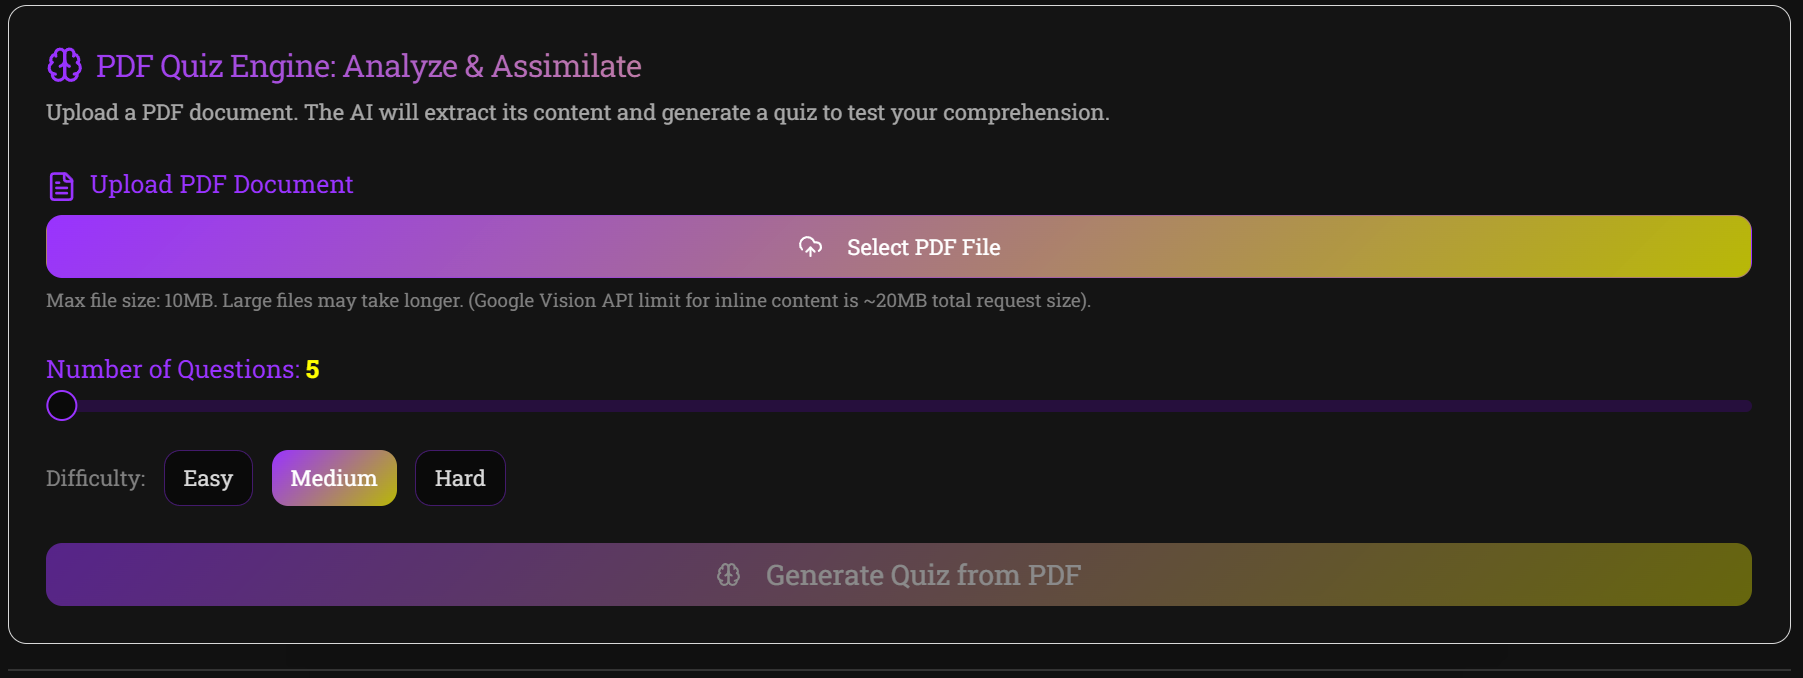 PDF Quiz Engine: Analyze & Assimilate
Upload a PDF document. The AI will extract its content and generate a quiz to test your comprehension.
Upload PDF Document
Select PDF File
Max file size: 10MB. Large files may take longer. (Google Vision API limit for inline content is ~20MB total request size).
Number of Questions: 5
Difficulty: Easy Medium Hard
Generate Quiz from PDF